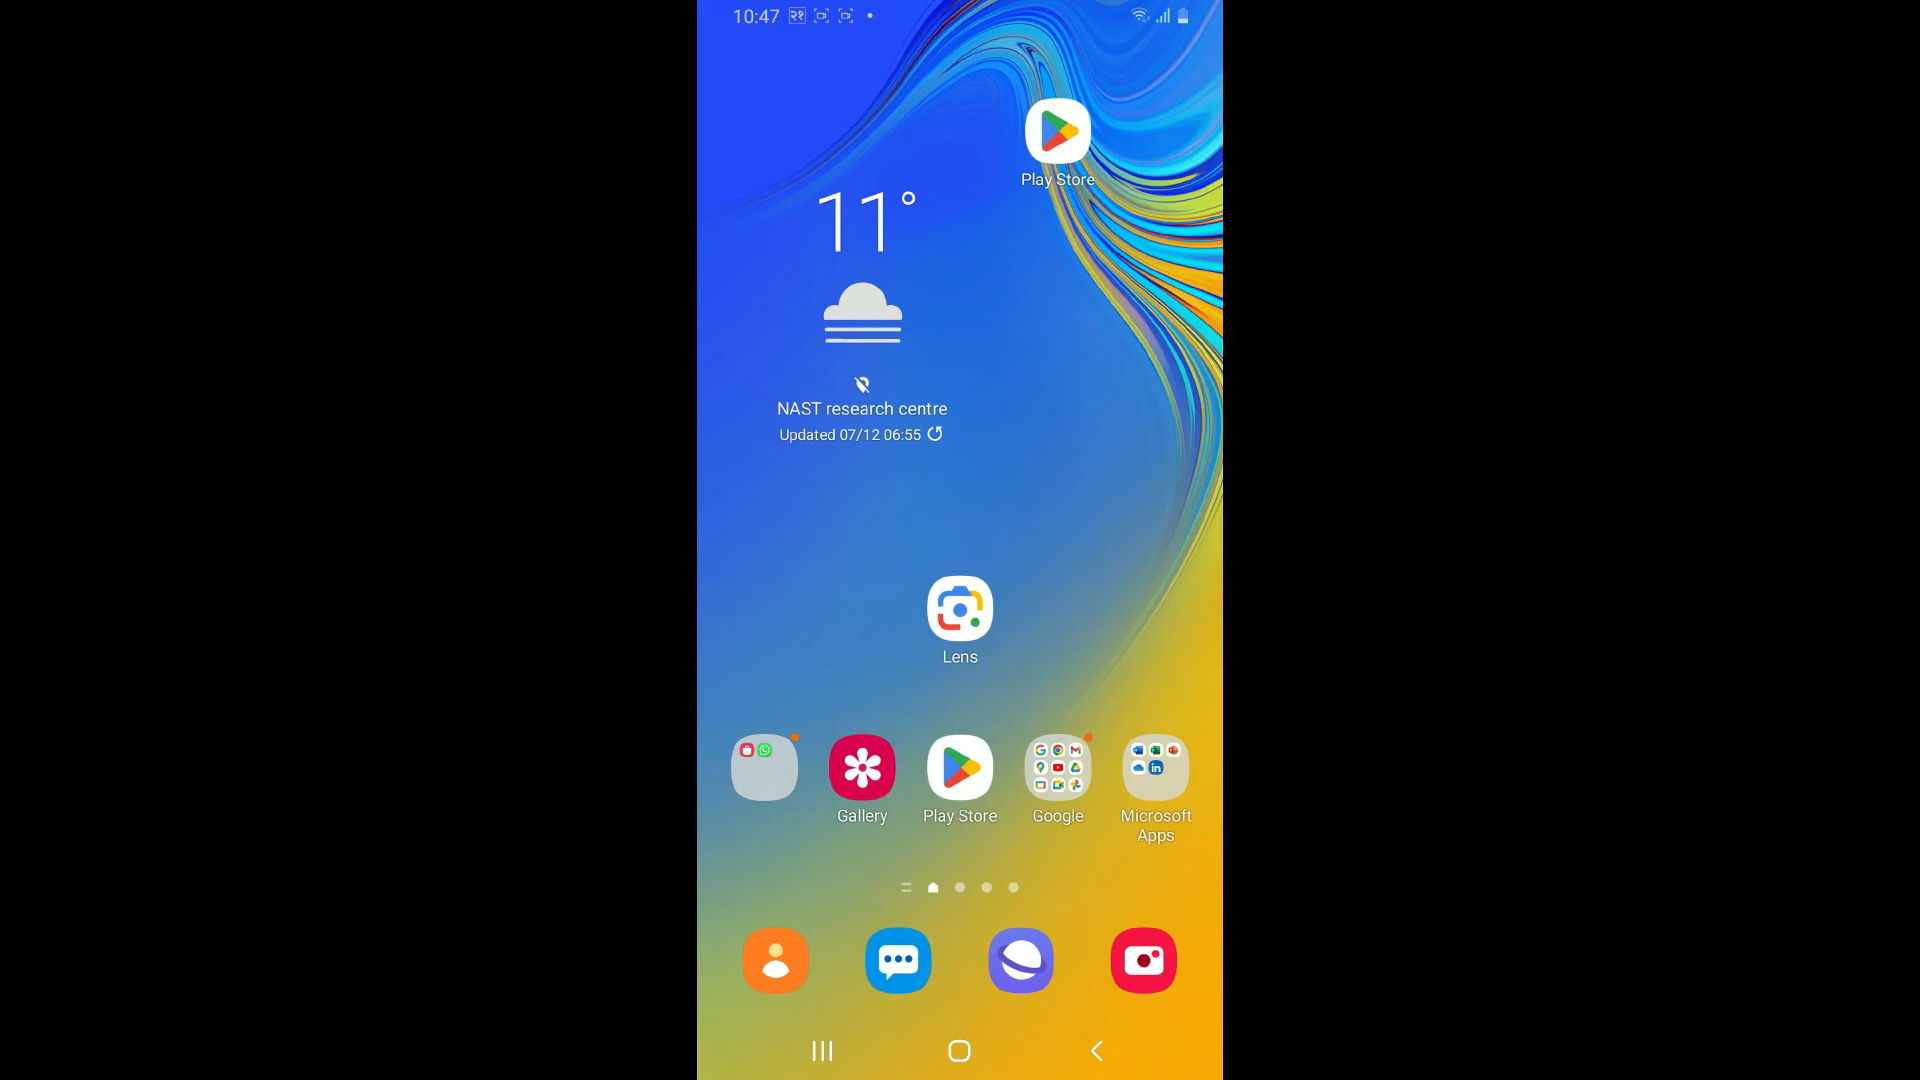 10:47 २१
Play Store
11°
NAST research centre
Updated 07/12 06:55
Lens
Gallery
Play Store
Google
Microsoft
Apps